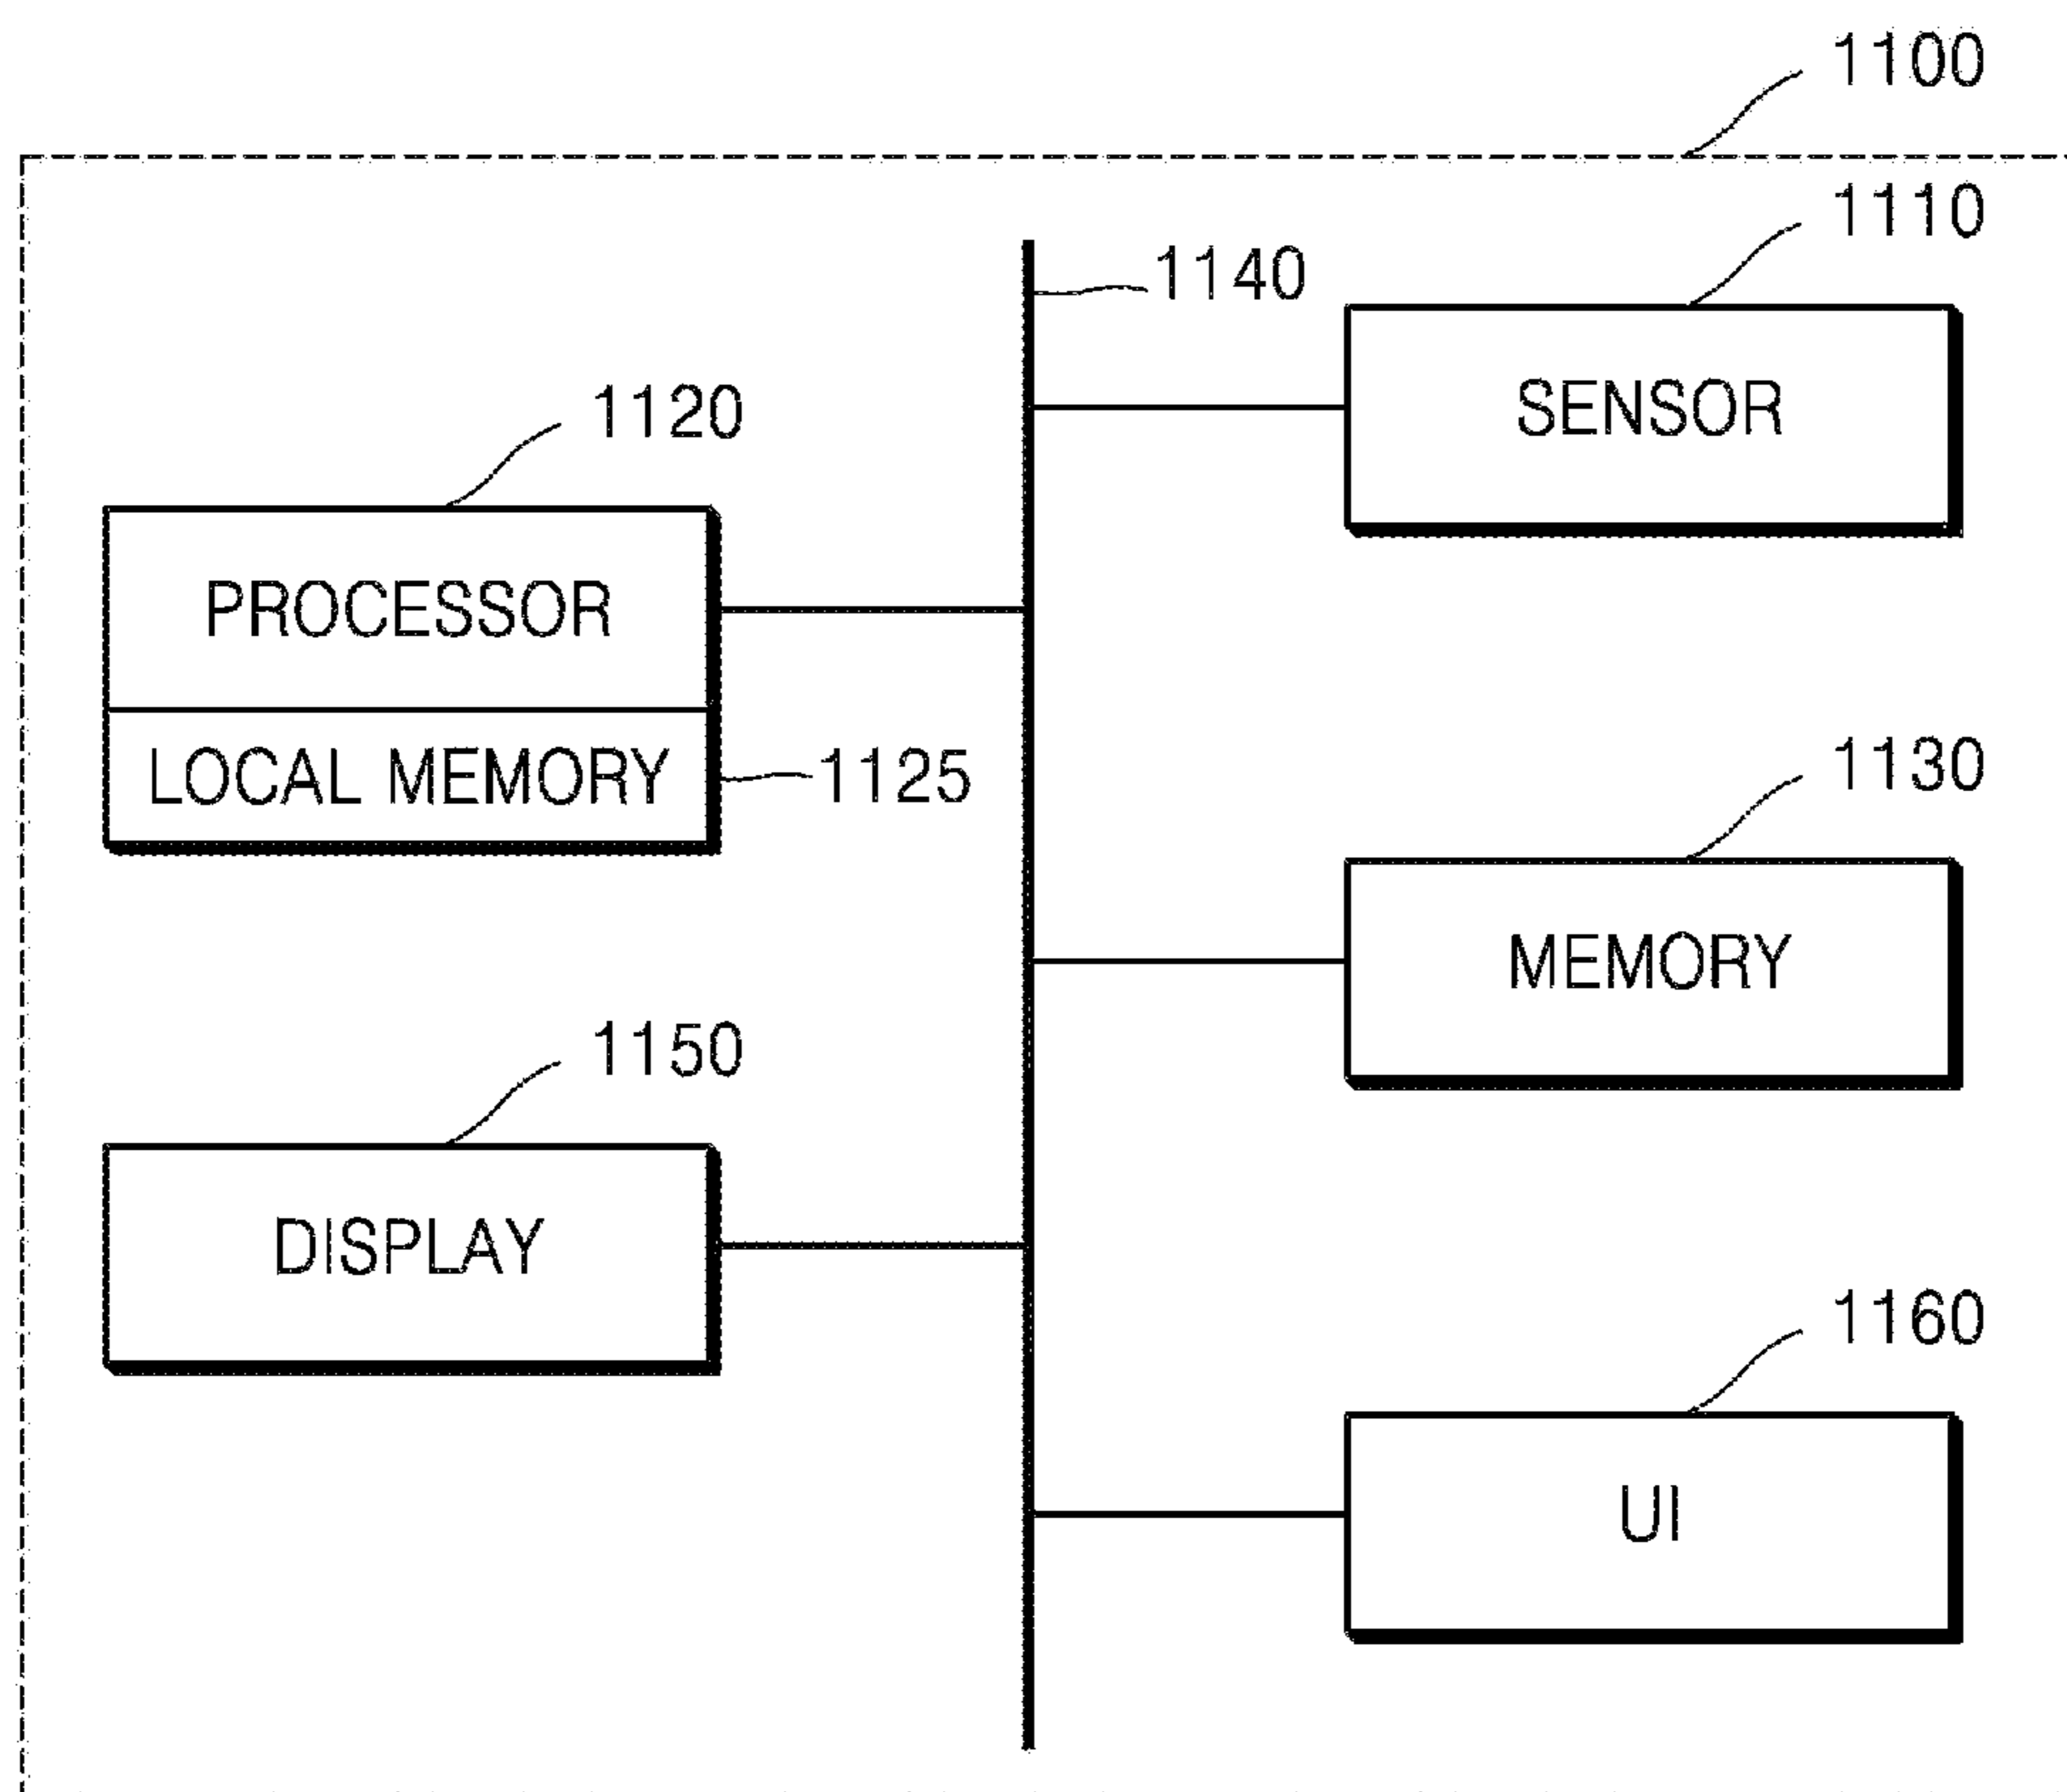 1100
1110
1140
SENSOR
1120
PROCESSOR
LOCAL MEMORY
1125
1130
MEMORY
1150
DISPLAY
1160
UI